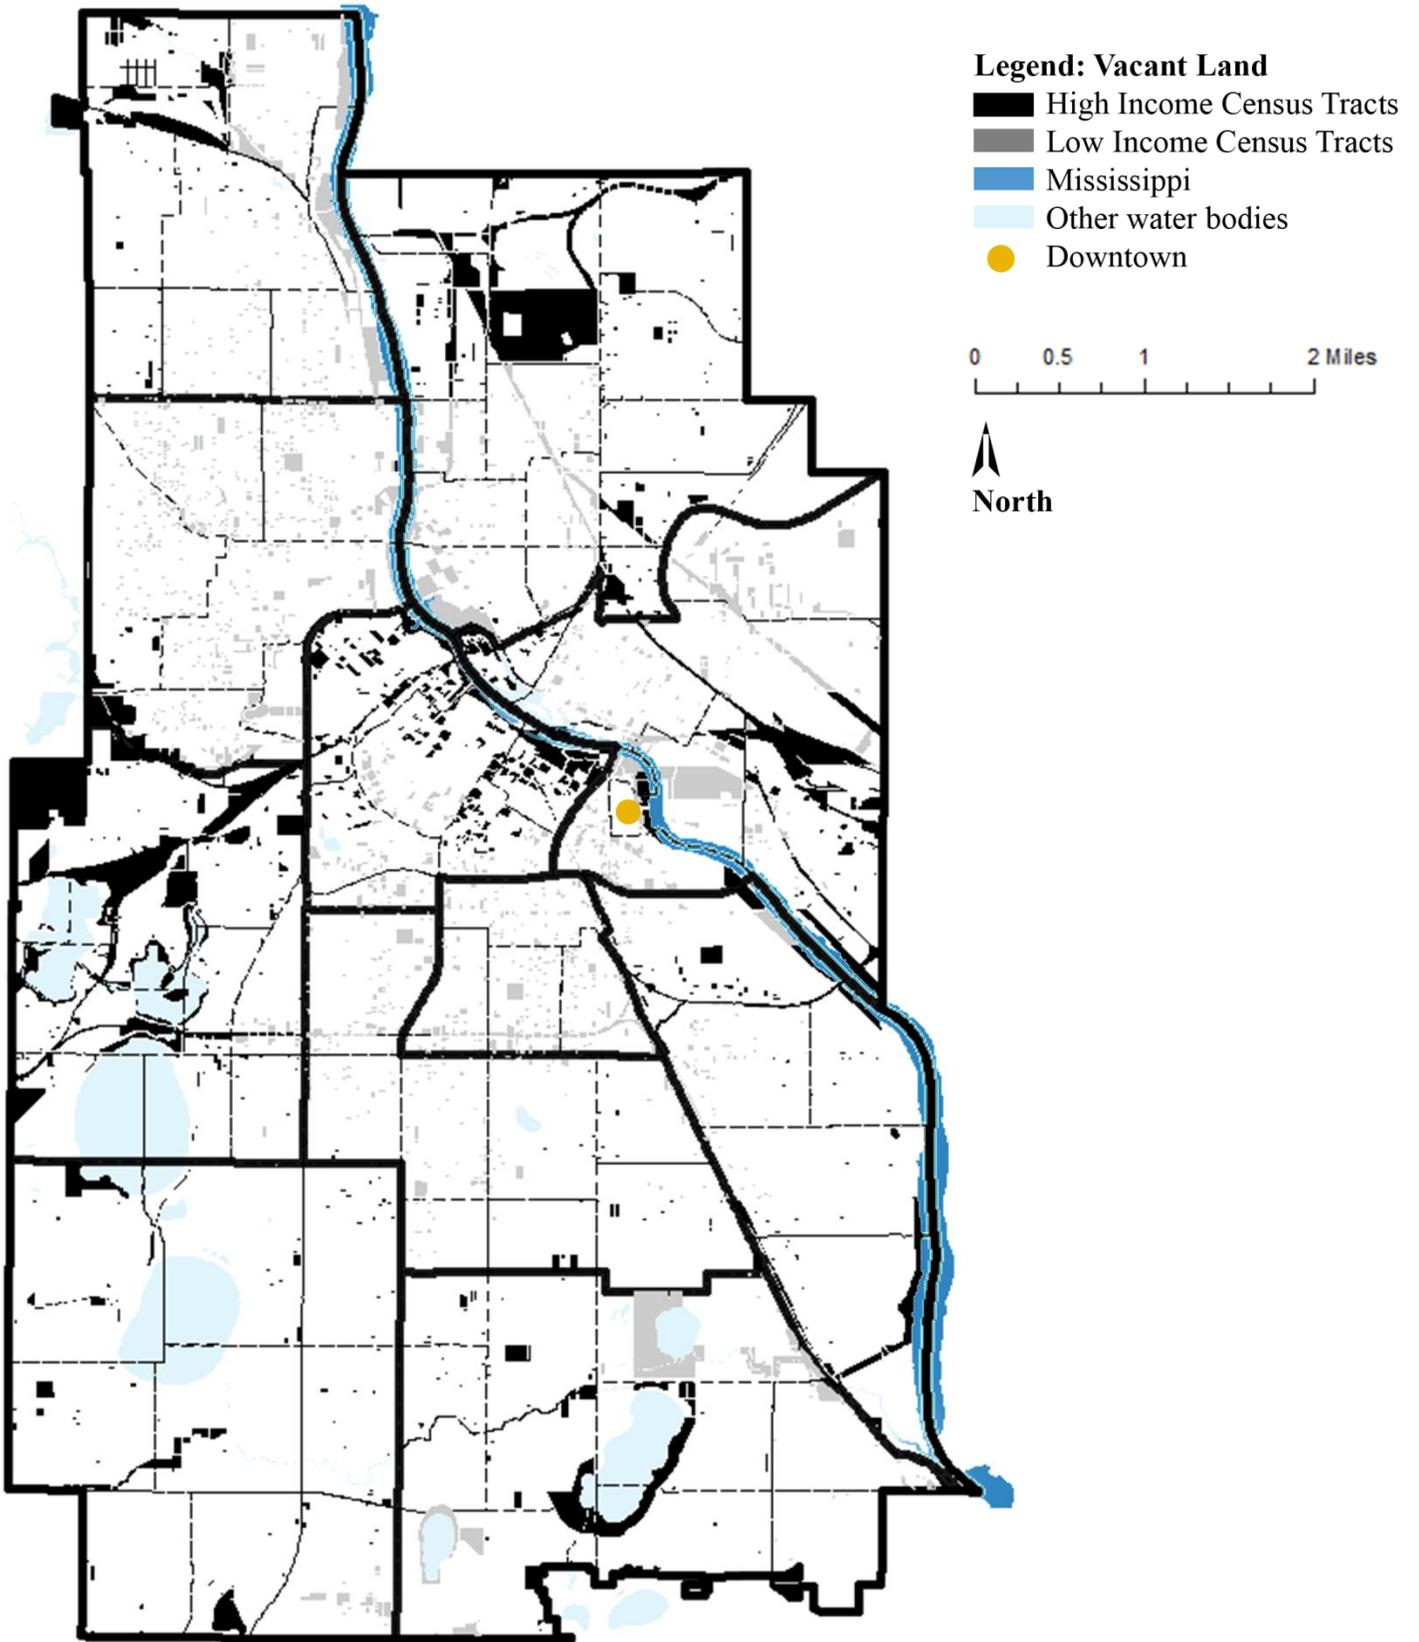 Legend: Vacant Land
High Income Census Tracts
Low Income Census Tracts
Mississippi
Other water bodies
Downtown
0 0.5 1 2 Miles
North